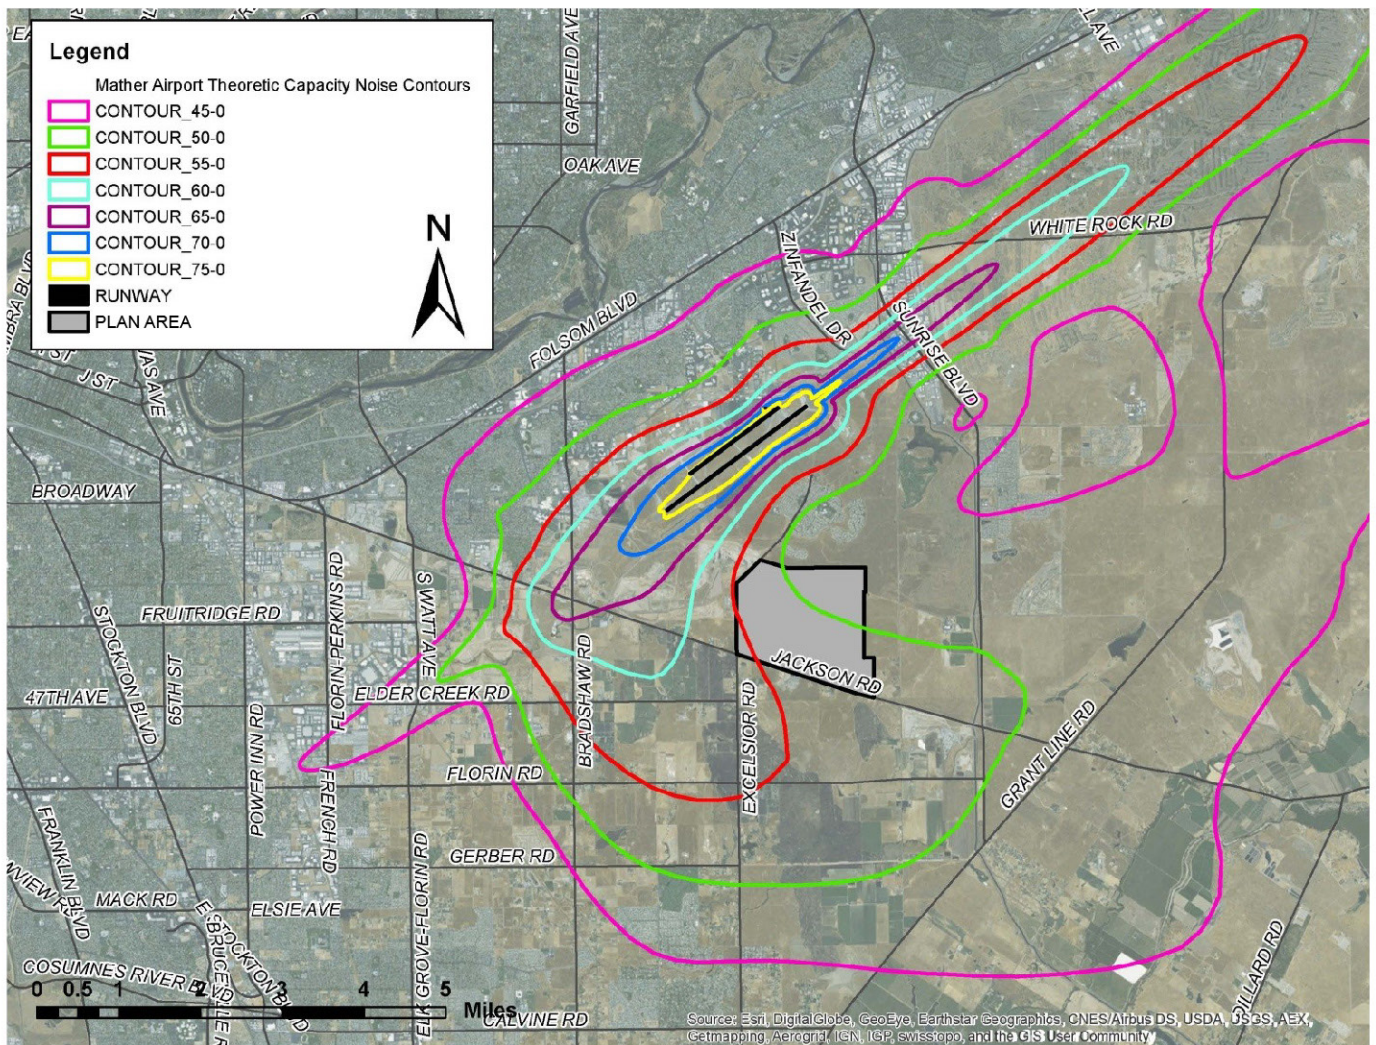 Legend
Mather Airport Theoretic Capacity Noise Contours
CONTOUR_45-0
CONTOUR_50-0
CONTOUR_55-0
CONTOUR_60-0
CONTOUR_65-0
CONTOUR_70-0
CONTOUR_75-0
RUNWAY
PLAN AREA
N
GARFIELD AVE
OAK AVE
EL AVE
WHITE ROCK RD
ZINFANDEL DR
FOLSOM BLVD
SUNRISE BLVD
J ST
BROADWAY
FRUITRIDGE RD
STOCKTON BLVD
65TH ST
47TH AVE
POWER INN RD
FLORIN-PERKINS RD
S WATT AVE
ELDER CREEK RD
BRADSHAW RD
JACKSON RD
EXCELSIOR RD
GRANT LINE RD
FLORIN RD
FRENCH RD
FRANKLIN BLVD
GERBER RD
MACK RD
ELSIE AVE
ELK GROVE-FLORIN RD
E STOCKTON BLVD
COSUMNES RIVER BLVD
CALVINE RD
DILLARD RD
0 0.5 1 2 3 4 5
Miles
Source: Esri, DigitalGlobe, GeoEye, Earthstar Geographics, CNES/Airbus DS, USDA, USGS, AEX,
Getmapping, Aerogrid, IGN, IGP, swisstopo, and the GIS User Community